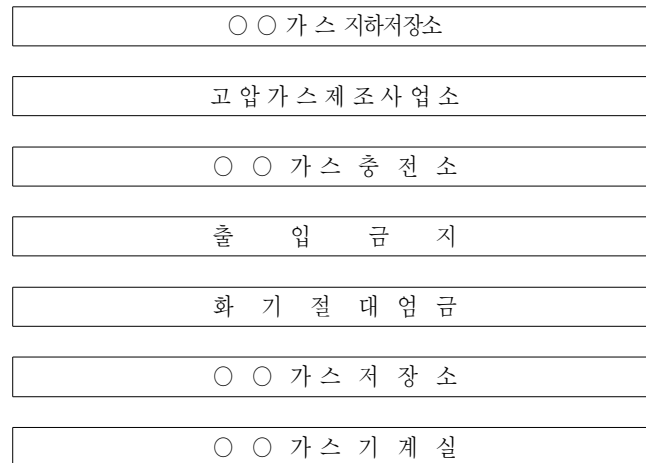 ○ ○ 가 스 지하저장소
고 압 가 스 제 조 사 업 소
○ ○ 가 스 충 전 소
출 입 금 지
화 기 절 대 엄 금
○ ○ 가 스 저 장 소
○ ○ 가 스 기 계 실